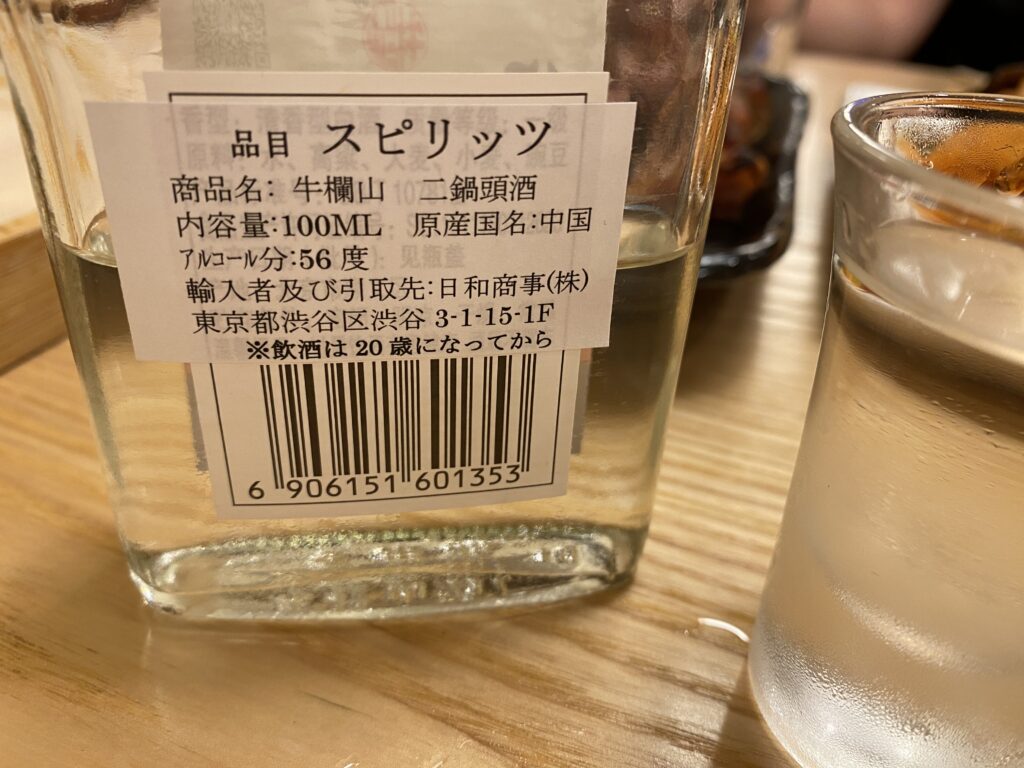 品目 スピリッツ
商品名: 牛欄山 二鍋頭酒
内容量:100ML 原産国名:中国
ｱﾙｺｰﾙ分:56 度
輸入者及び引取先:日和商事(株)
東京都渋谷区渋谷 3-1-15-1F
※飲酒は 20 歳になってから
6 906151 601353